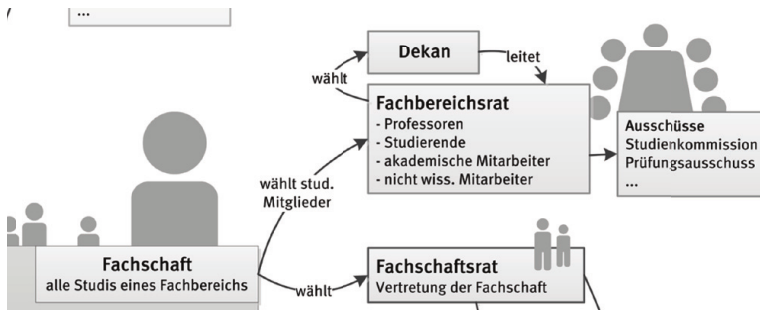 ...
Dekan
leitet
wählt
Fachbereichsrat
- Professoren
- Studierende
- akademische Mitarbeiter
- nicht wiss. Mitarbeiter
Ausschüsse
Studienkommission
Prüfungsausschuss
...
wählt stud.
Mitglieder
Fachschaft
alle Studis eines Fachbereichs
wählt
Fachschaftsrat
Vertretung der Fachschaft